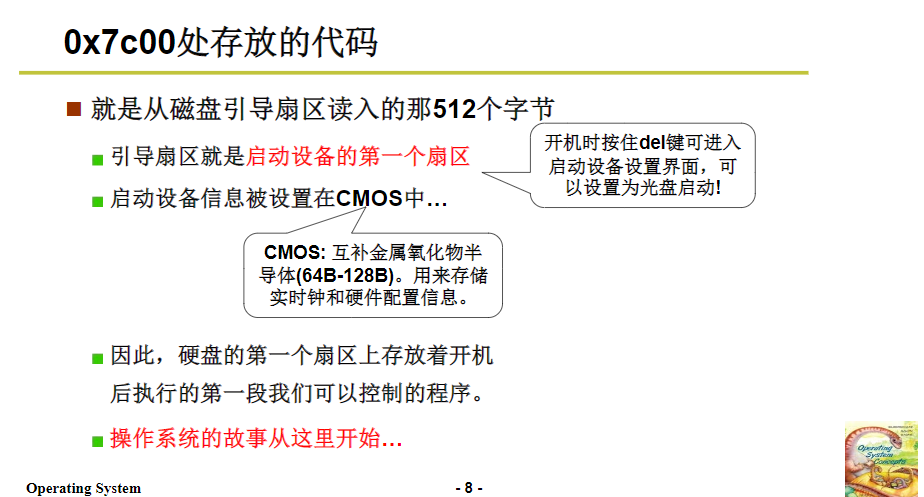 0x7c00处存放的代码
就是从磁盘引导扇区读入的那512个字节
引导扇区就是启动设备的第一个扇区
开机时按住del键可进入
启动设备设置界面，可
以设置为光盘启动!
启动设备信息被设置在CMOS中…
CMOS: 互补金属氧化物半
导体(64B-128B)。用来存储
实时钟和硬件配置信息。
因此，硬盘的第一个扇区上存放着开机
后执行的第一段我们可以控制的程序。
操作系统的故事从这里开始…
Operating
System
Concepts
Operating System
- 8 -